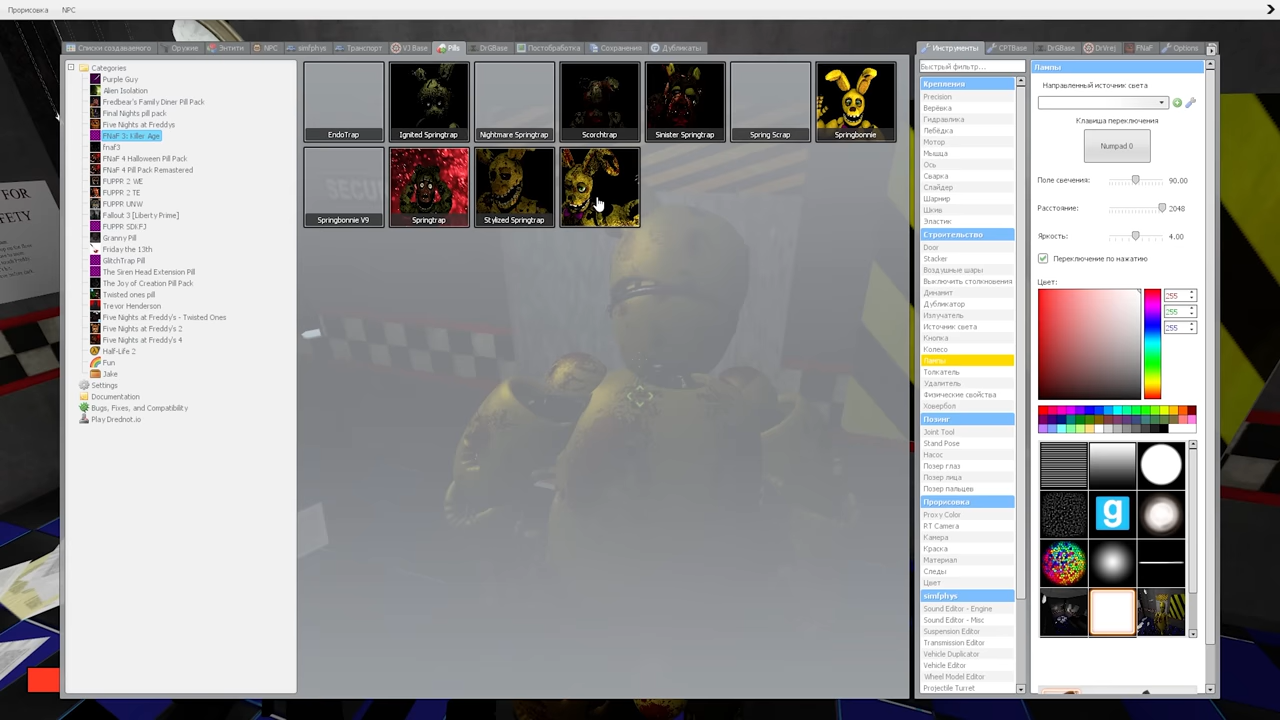 Прорисовка NPC
Списки создаваемого Оружие Энтити NPC simfphys Транспорт VJ Base Pills DrGBase Постобработка Сохранения Дубликаты
Categories
Purple Guy
Alien Isolation
Fredbear's Family Diner Pill Pack
Final Nights pill pack
Five Nights at Freddys
FNaF 3: Killer Age
fnaf3
FNaF 4 Halloween Pill Pack
FNaF 4 Pill Pack Remastered
FUPPR 2 WE
FUPPR 2 TE
FUPPR UNW
Fallout 3 [Liberty Prime]
FUPPR SDI:FJ
Granny Pill
Friday the 13th
GlitchTrap Pill
The Siren Head Extension Pill
The Joy of Creation Pill Pack
Twisted ones pill
Trevor Henderson
Five Nights at Freddy's - Twisted Ones
Five Nights at Freddy's 2
Five Nights at Freddy's 4
Half-Life 2
Fun
Jake
Settings
Documentation
Bugs, Fixes, and Compatibility
Play Drednot.io
EndoTrap Ignited Springtrap Nightmare Springtrap Scorchtrap Sinister Springtrap Spring Scrap Springbonnie
Springbonnie V9 Springtrap Stylized Springtrap
FOR
FETY
SECU
Инструменты CPTBase DrGBase DrVrej FNaF Options
Быстрый фильтр...
Крепления
Precision
Верёвка
Гидравлика
Лебёдка
Мотор
Мышца
Ось
Сварка
Слайдер
Шарнир
Шкив
Эластик
Строительство
Door
Stacker
Воздушные шары
Выключить столкновения
Динамит
Дубликатор
Излучатель
Источник света
Кнопка
Колесо
Лампы
Толкатель
Удалитель
Физические свойства
Ховербол
Позинг
Joint Tool
Stand Pose
Насос
Позер глаз
Позер лица
Позер пальцев
Прорисовка
Proxy Color
RT Camera
Камера
Краска
Материал
Следы
Цвет
simfphys
Sound Editor - Engine
Sound Editor - Misc
Suspension Editor
Transmission Editor
Vehicle Duplicator
Vehicle Editor
Wheel Model Editor
Projectile Turret
Лампы
Направленный источник света
Клавиша переключения
Numpad 0
Поле свечения: 90.00
Расстояние: 2048
Яркость: 4.00
Переключение по нажатию
Цвет:
255
255
255
g